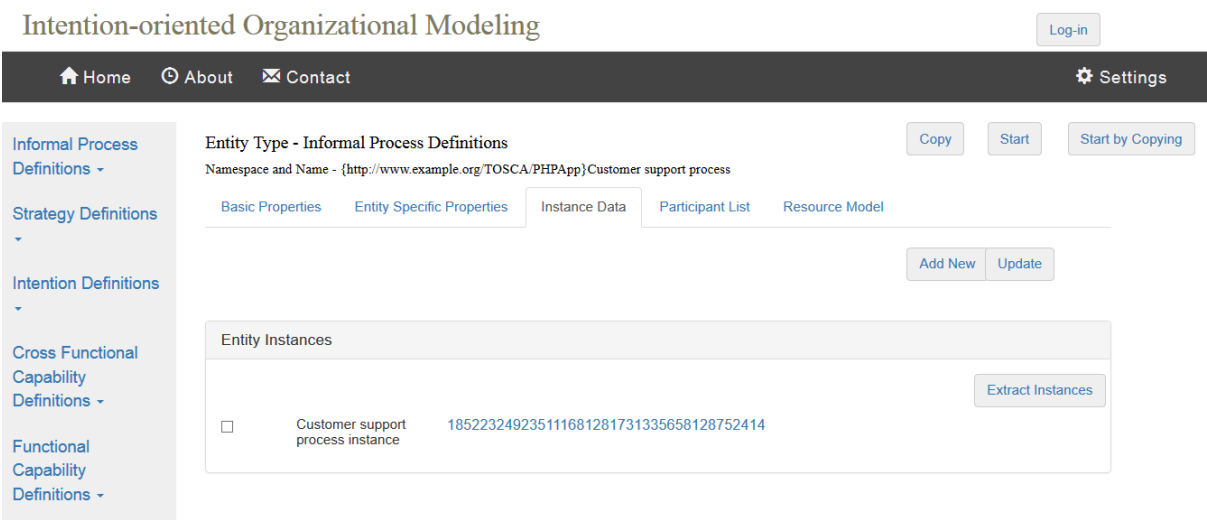 Intention-oriented Organizational Modeling
Log-in
Home About Contact Settings
Informal Process
Definitions
Strategy Definitions
Intention Definitions
Cross Functional
Capability
Definitions
Functional
Capability
Definitions
Entity Type - Informal Process Definitions
Copy Start Start by Copying
Namespace and Name - {http://www.example.org/TOSCA/PHPApp}Customer support process
Basic Properties Entity Specific Properties Instance Data Participant List Resource Model
Add New Update
Entity Instances
Extract Instances
Customer support
process instance
185223249235111681281731335658128752414